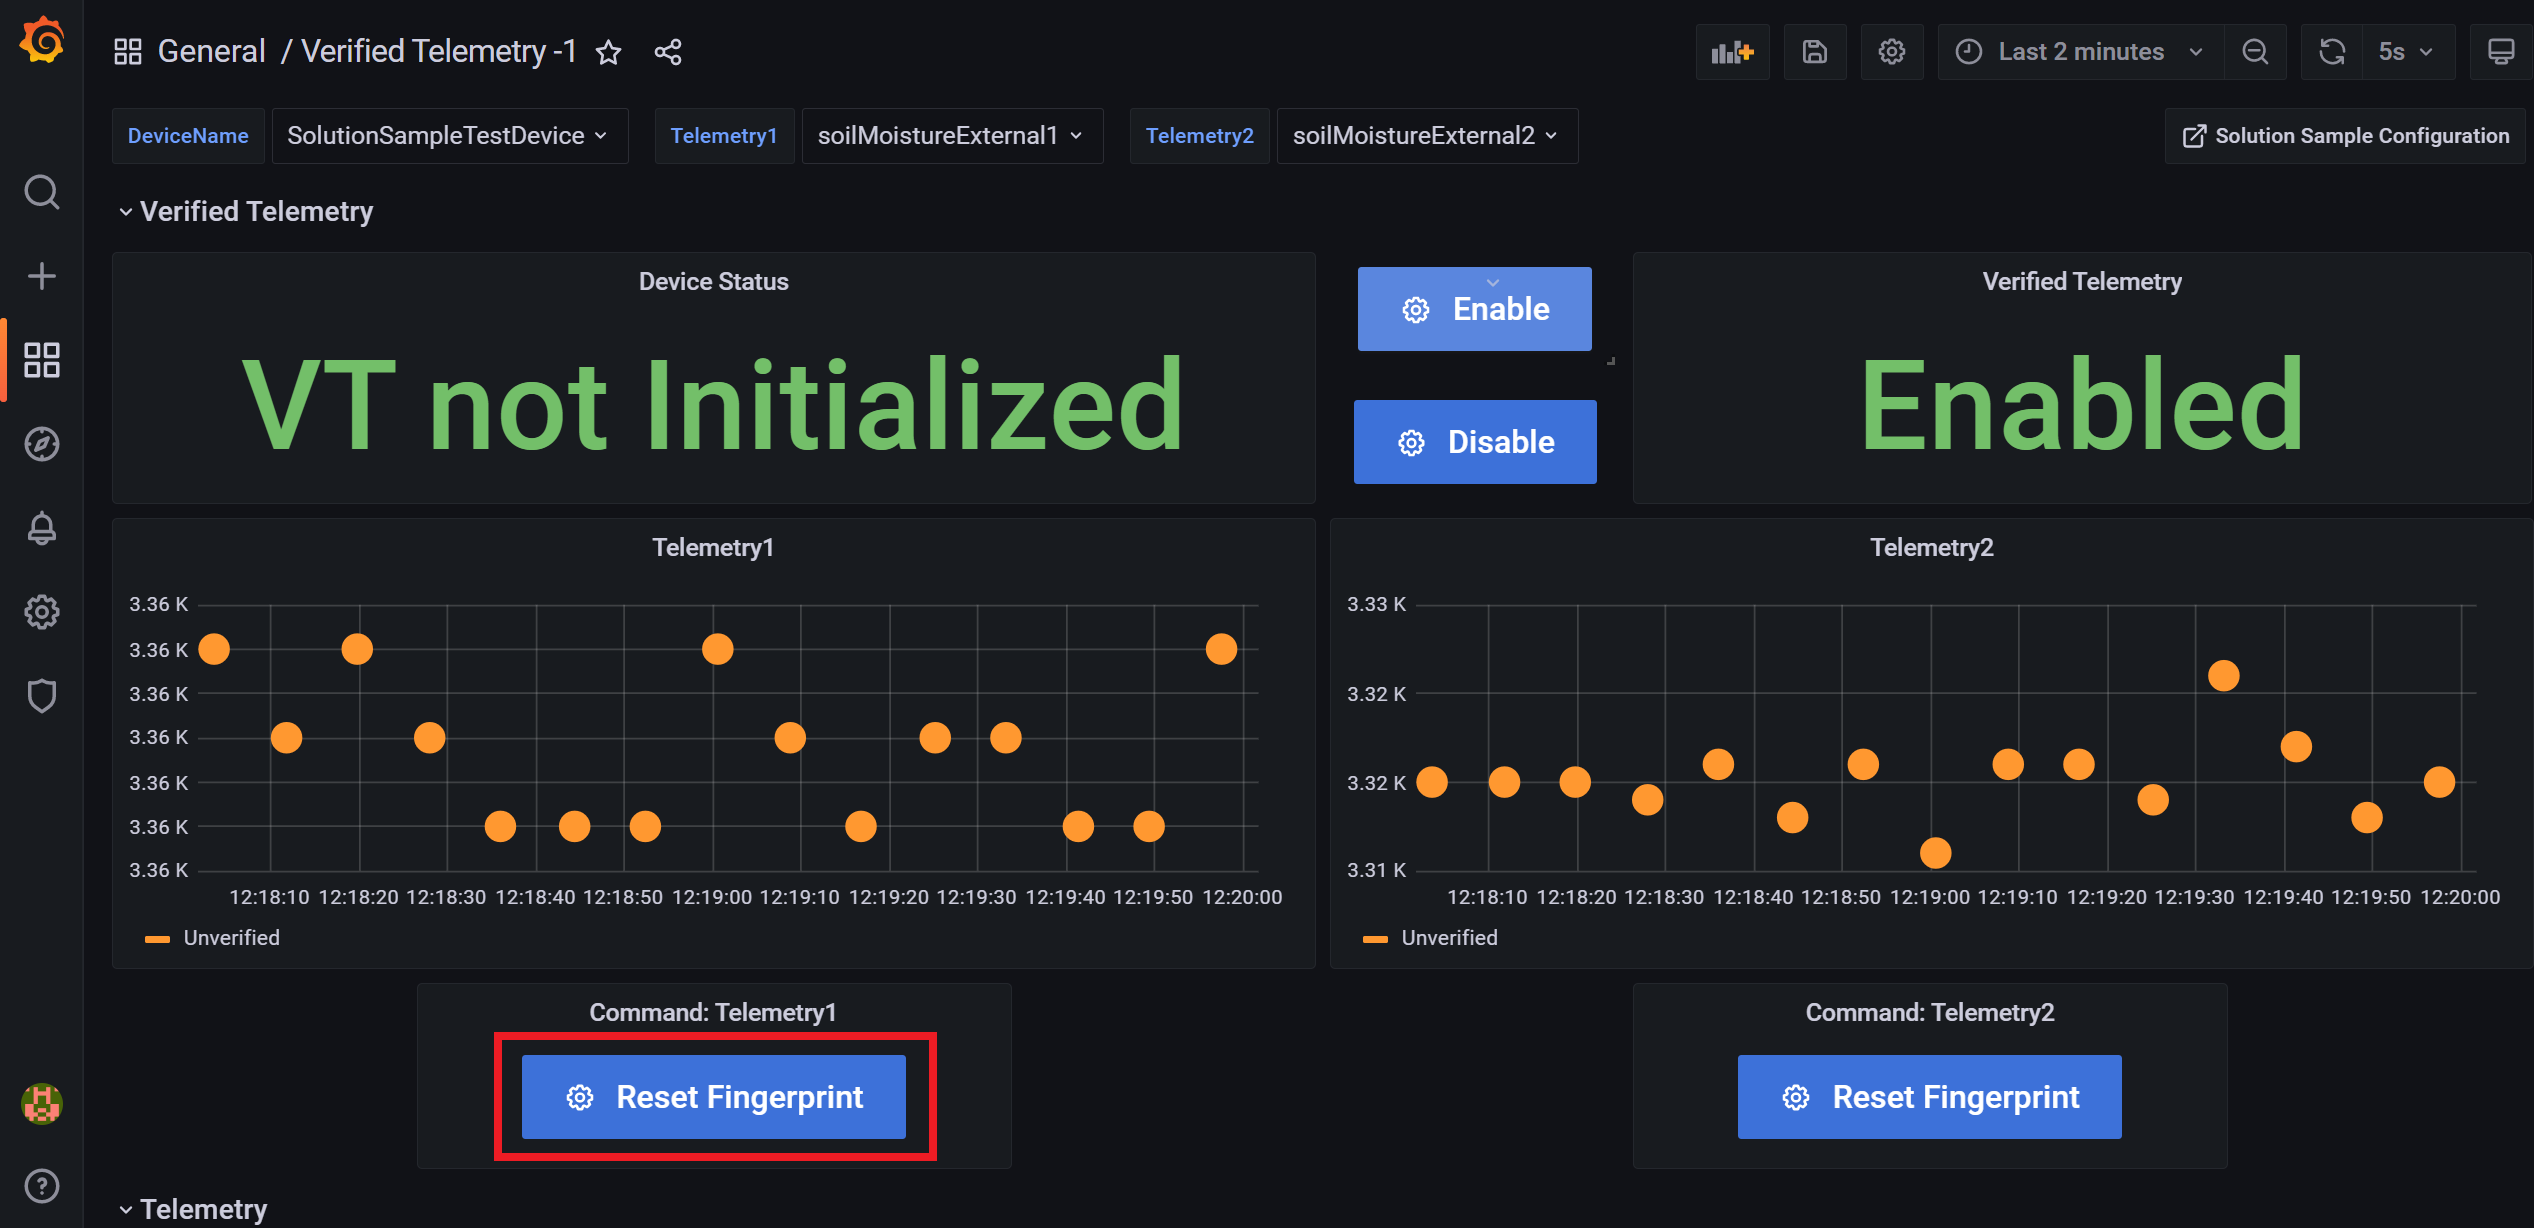 General / Verified Telemetry -1
Last 2 minutes
5s
DeviceName SolutionSampleTestDevice Telemetry1 soilMoistureExternal1 Telemetry2 soilMoistureExternal2 Solution Sample Configuration
Verified Telemetry
Device Status
VT not Initialized
Enable
Disable
Verified Telemetry
Enabled
Telemetry1
3.36 K
3.36 K
3.36 K
3.36 K
3.36 K
3.36 K
3.36 K
12:18:10 12:18:20 12:18:30 12:18:40 12:18:50 12:19:00 12:19:10 12:19:20 12:19:30 12:19:40 12:19:50 12:20:00
Unverified
Telemetry2
3.33 K
3.32 K
3.32 K
3.31 K
12:18:10 12:18:20 12:18:30 12:18:40 12:18:50 12:19:00 12:19:10 12:19:20 12:19:30 12:19:40 12:19:50 12:20:00
Unverified
Command: Telemetry1
Reset Fingerprint
Command: Telemetry2
Reset Fingerprint
Telemetry